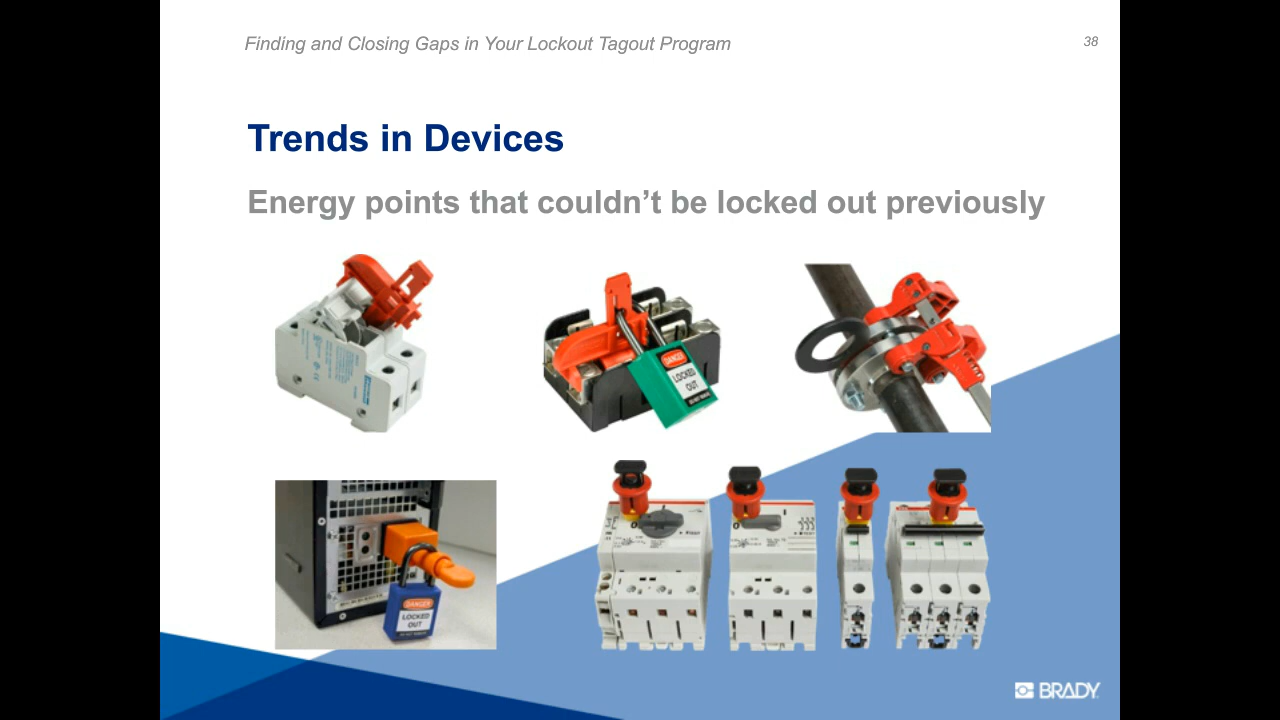 Finding and Closing Gaps in Your Lockout Tagout Program
38
Trends in Devices
Energy points that couldn’t be locked out previously
DANGER
LOCKED
OUT
DANGER
LOCKED
OUT
BRADY